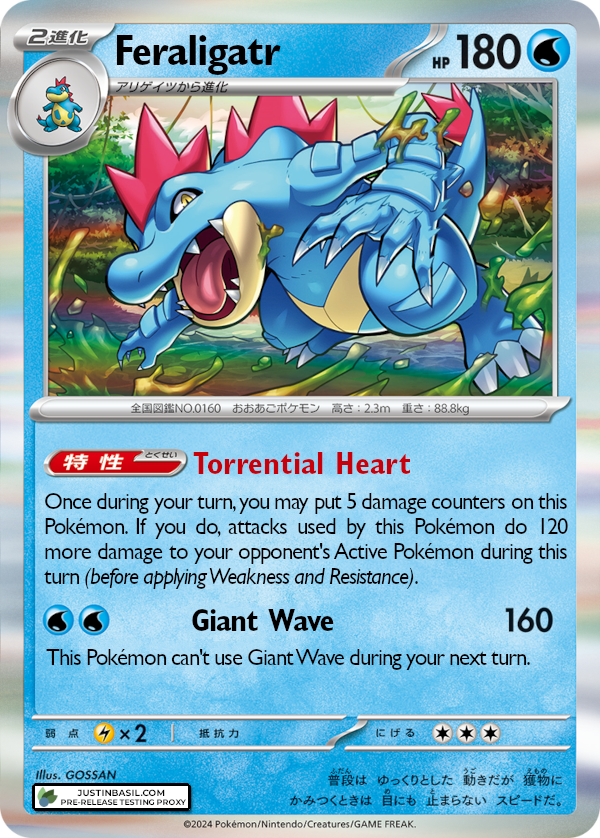 2進化 Feraligatr HP 180
アリゲイツから進化
全国図鑑NO.0160 おおあごポケモン 高さ:2.3m 重さ:88.8kg
特性 とくせい Torrential Heart
Once during your turn, you may put 5 damage counters on this
Pokémon. If you do, attacks used by this Pokémon do 120
more damage to your opponent's Active Pokémon during this
turn (before applying Weakness and Resistance).
Giant Wave 160
This Pokémon can't use Giant Wave during your next turn.
弱点 ×2 抵抗力 にげる
Illus. GOSSAN
JUSTINBASIL.COM
PRE-RELEASE TESTING PROXY
普段は ゆっくりとした 動きだが 獲物に
かみつくときは 目にも 止まらない スピードだ。
©2024 Pokémon/Nintendo/Creatures/GAME FREAK.